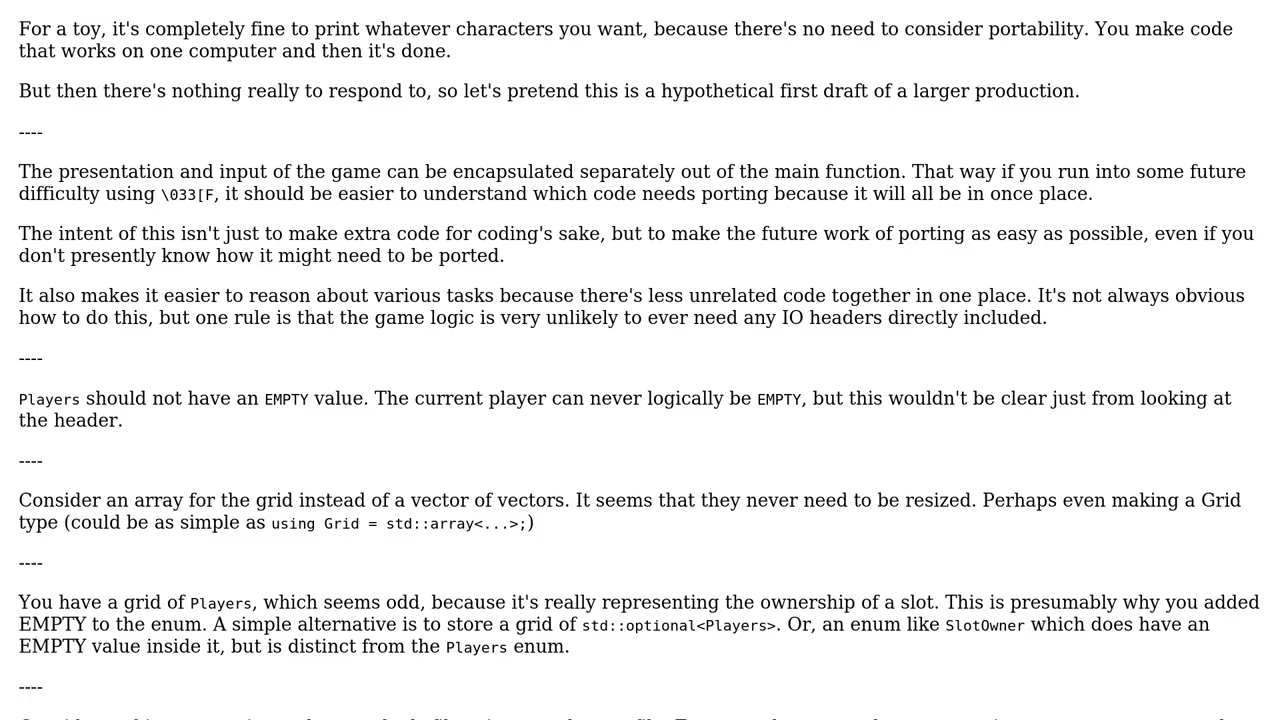 For a toy, it's completely fine to print whatever characters you want, because there's no need to consider portability. You make code
that works on one computer and then it's done.
But then there's nothing really to respond to, so let's pretend this is a hypothetical first draft of a larger production.
----
The presentation and input of the game can be encapsulated separately out of the main function. That way if you run into some future
difficulty using \033[F, it should be easier to understand which code needs porting because it will all be in once place.
The intent of this isn't just to make extra code for coding's sake, but to make the future work of porting as easy as possible, even if you
don't presently know how it might need to be ported.
It also makes it easier to reason about various tasks because there's less unrelated code together in one place. It's not always obvious
how to do this, but one rule is that the game logic is very unlikely to ever need any IO headers directly included.
----
Players should not have an EMPTY value. The current player can never logically be EMPTY, but this wouldn't be clear just from looking at
the header.
----
Consider an array for the grid instead of a vector of vectors. It seems that they never need to be resized. Perhaps even making a Grid
type (could be as simple as using Grid = std::array<...>;)
----
You have a grid of Players, which seems odd, because it's really representing the ownership of a slot. This is presumably why you added
EMPTY to the enum. A simple alternative is to store a grid of std::optional<Players>. Or, an enum like SlotOwner which does have an
EMPTY value inside it, but is distinct from the Players enum.
----